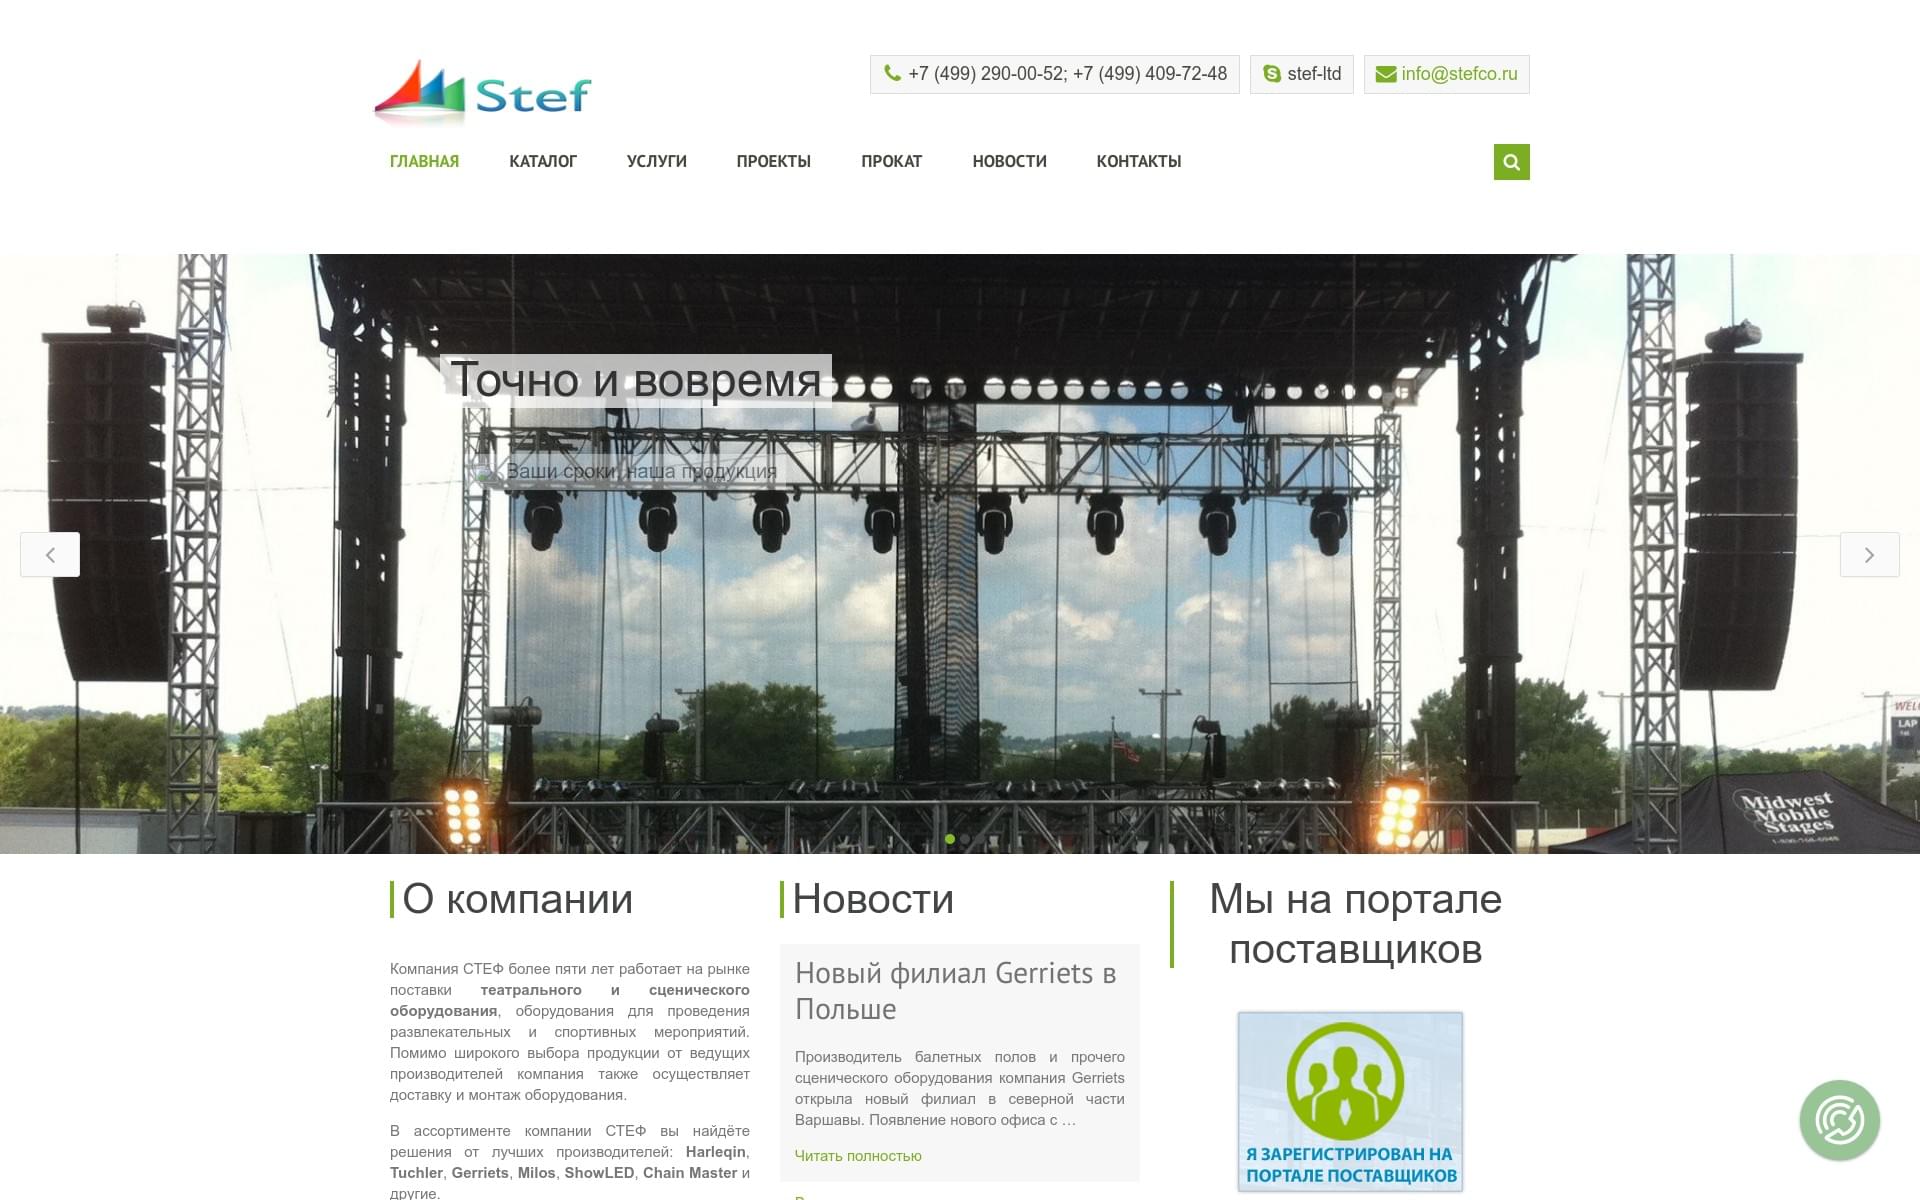 Stef
+7 (499) 290-00-52; +7 (499) 409-72-48
stef-ltd
info@stefco.ru
ГЛАВНАЯ
КАТАЛОГ
УСЛУГИ
ПРОЕКТЫ
ПРОКАТ
НОВОСТИ
КОНТАКТЫ
Точно и вовремя
Ваши сроки, наша продукция
LAP
Midwest
Mobile
Stages
О компании
Компания СТЕФ более пяти лет работает на рынке
поставки театрального и сценического
оборудования, оборудования для проведения
развлекательных и спортивных мероприятий.
Помимо широкого выбора продукции от ведущих
производителей компания также осуществляет
доставку и монтаж оборудования.
В ассортименте компании СТЕФ вы найдёте
решения от лучших производителей: Harleqin,
Tuchler, Gerriets, Milos, ShowLED, Chain Master и
другие.
Новости
Новый филиал Gerriets в
Польше
Производитель балетных полов и прочего
сценического оборудования компания Gerriets
открыла новый филиал в северной части
Варшавы. Появление нового офиса с …
Читать полностью
Мы на портале
поставщиков
Я ЗАРЕГИСТРИРОВАН НА
ПОРТАЛЕ ПОСТАВЩИКОВ